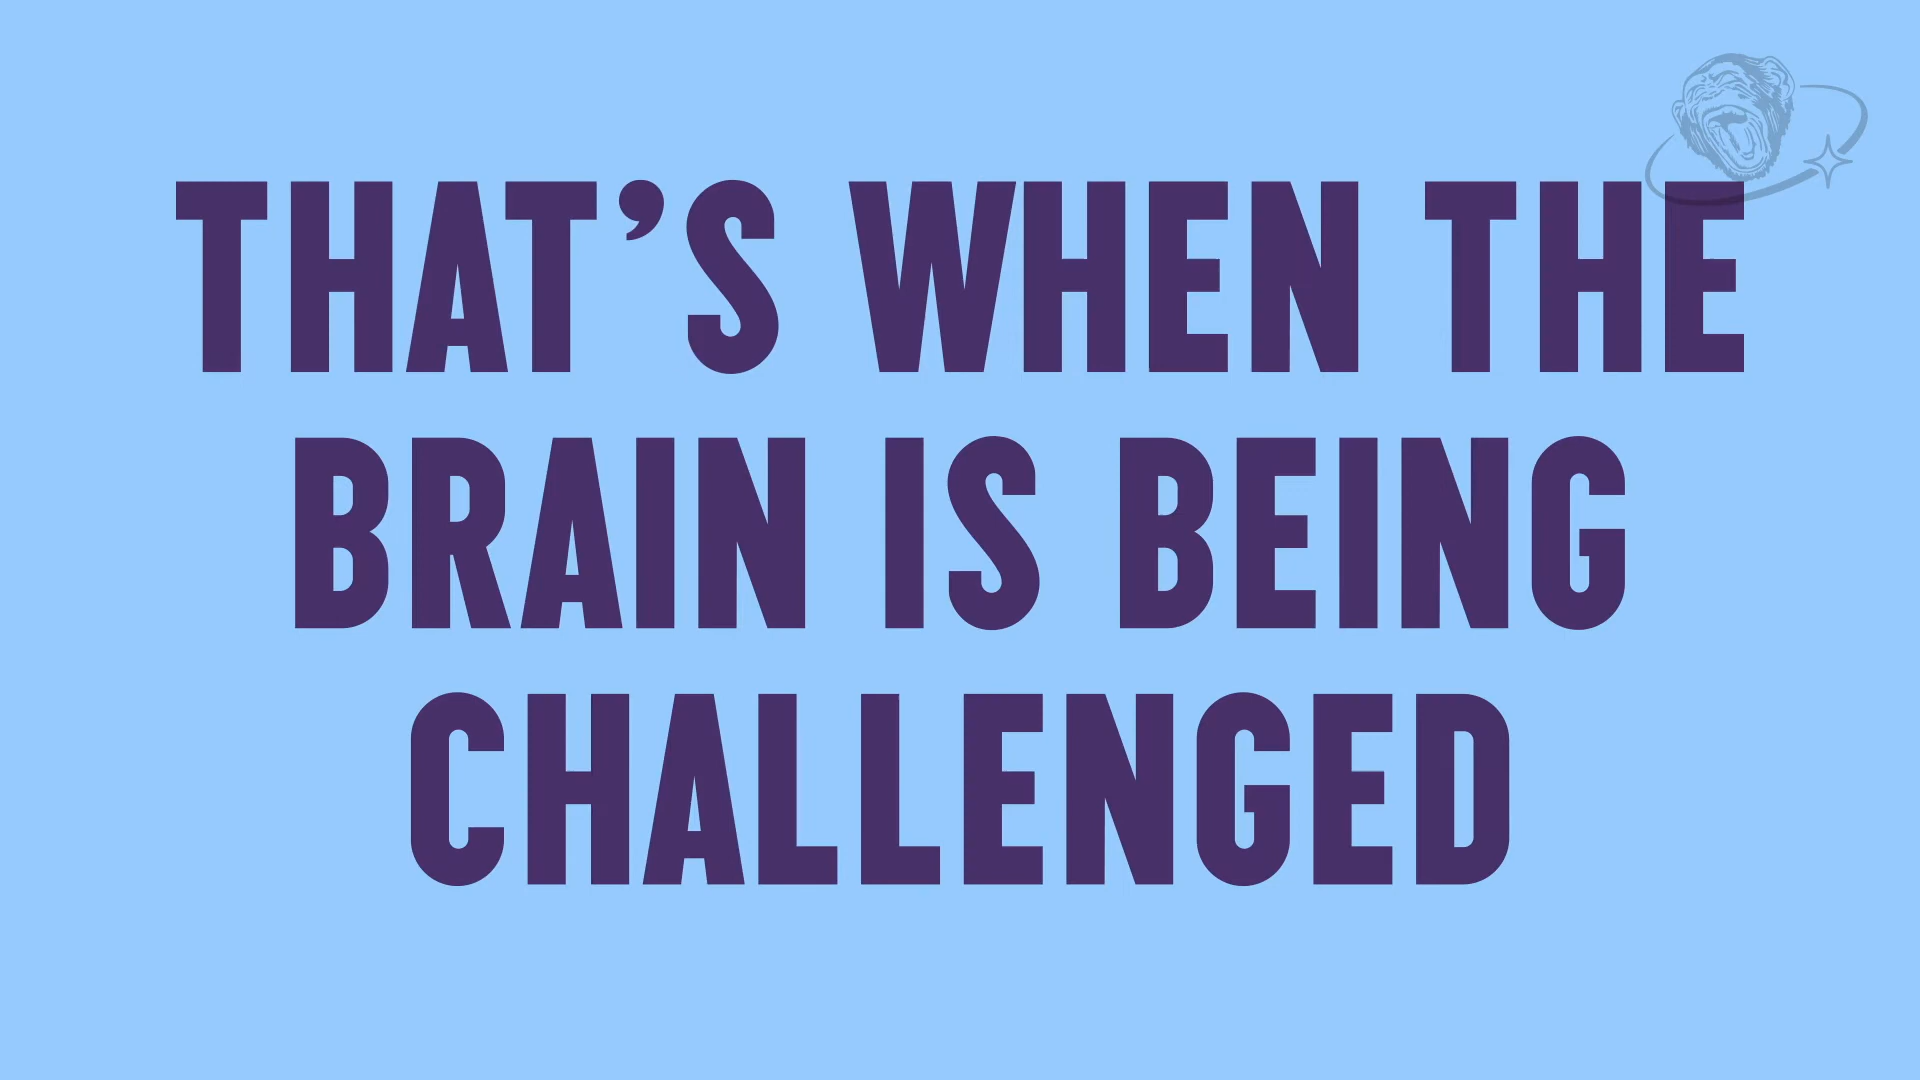 THAT’S WHEN THE
BRAIN IS BEING
CHALLENGED